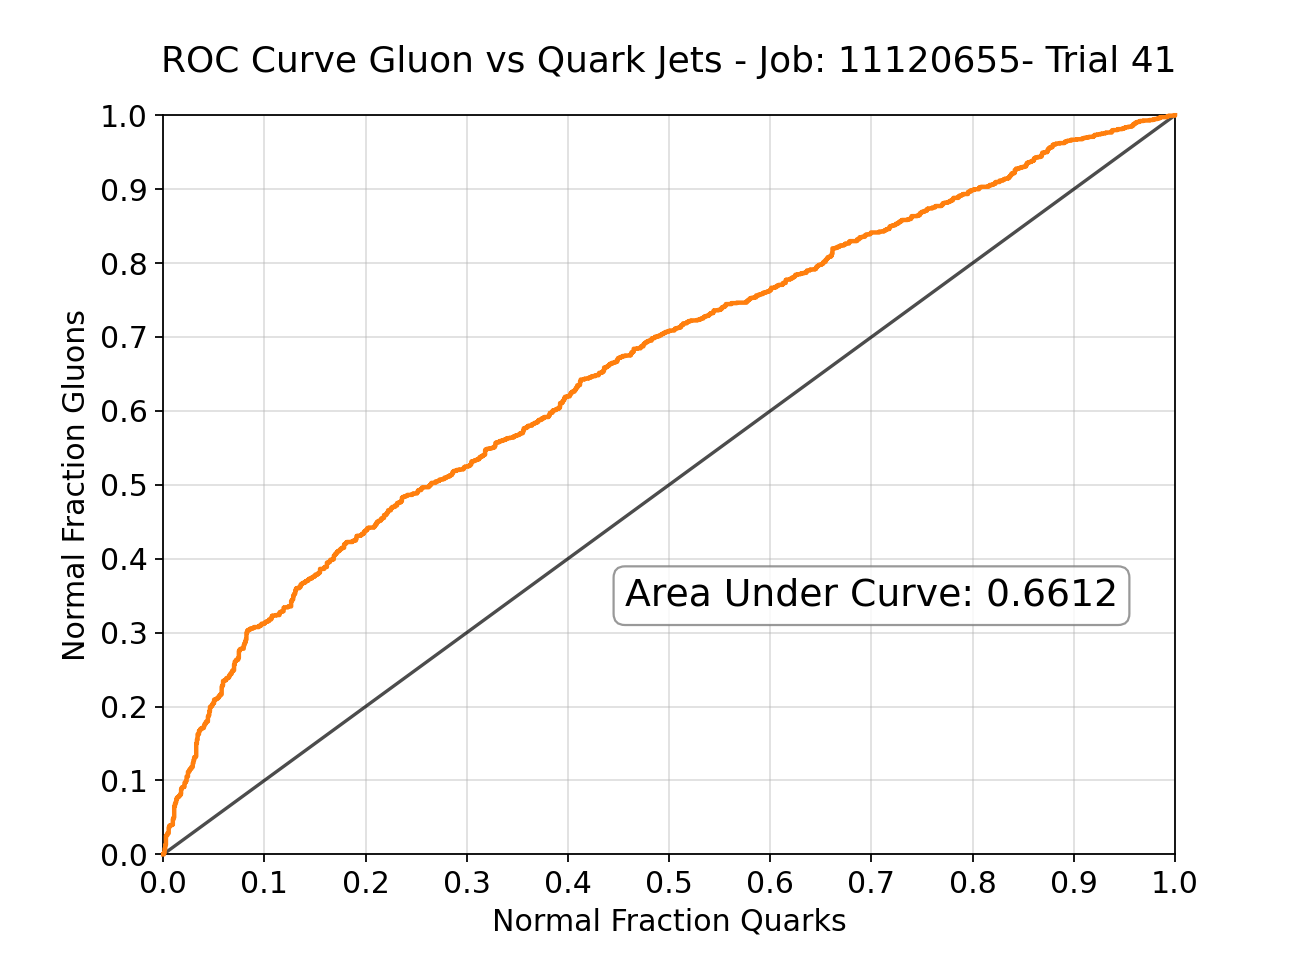 ROC Curve Gluon vs Quark Jets - Job: 11120655- Trial 41
1.0
0.9
0.8
0.7
0.6
0.5
0.4
0.3
0.2
0.1
0.0
Normal Fraction Gluons
Area Under Curve: 0.6612
0.0 0.1 0.2 0.3 0.4 0.5 0.6 0.7 0.8 0.9 1.0
Normal Fraction Quarks